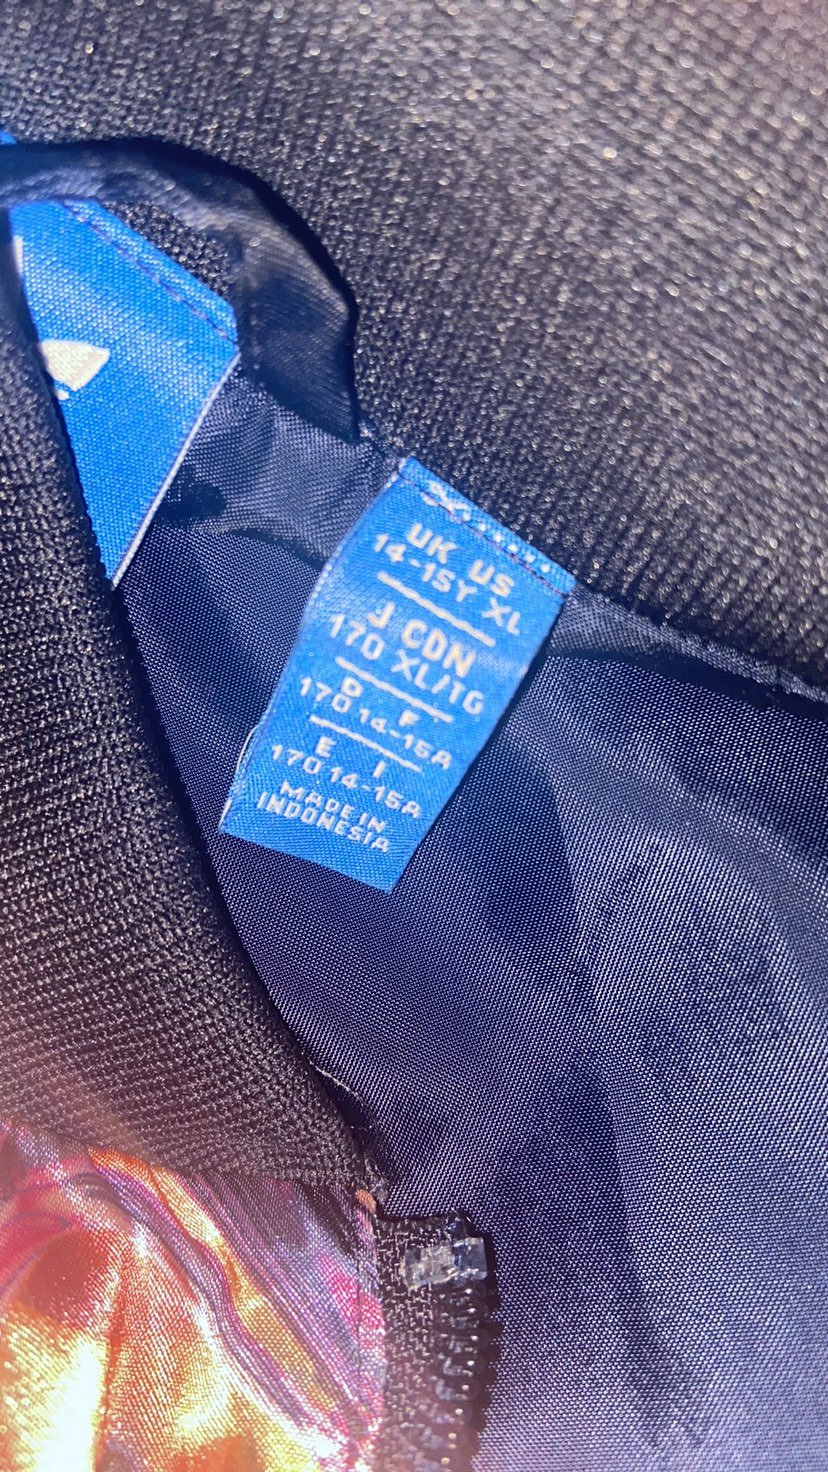 UK US
14-15Y XL
J CDN
170 XL/TG
D F
170 14-15A
E I
170 14-15A
MADE IN
INDONESIA